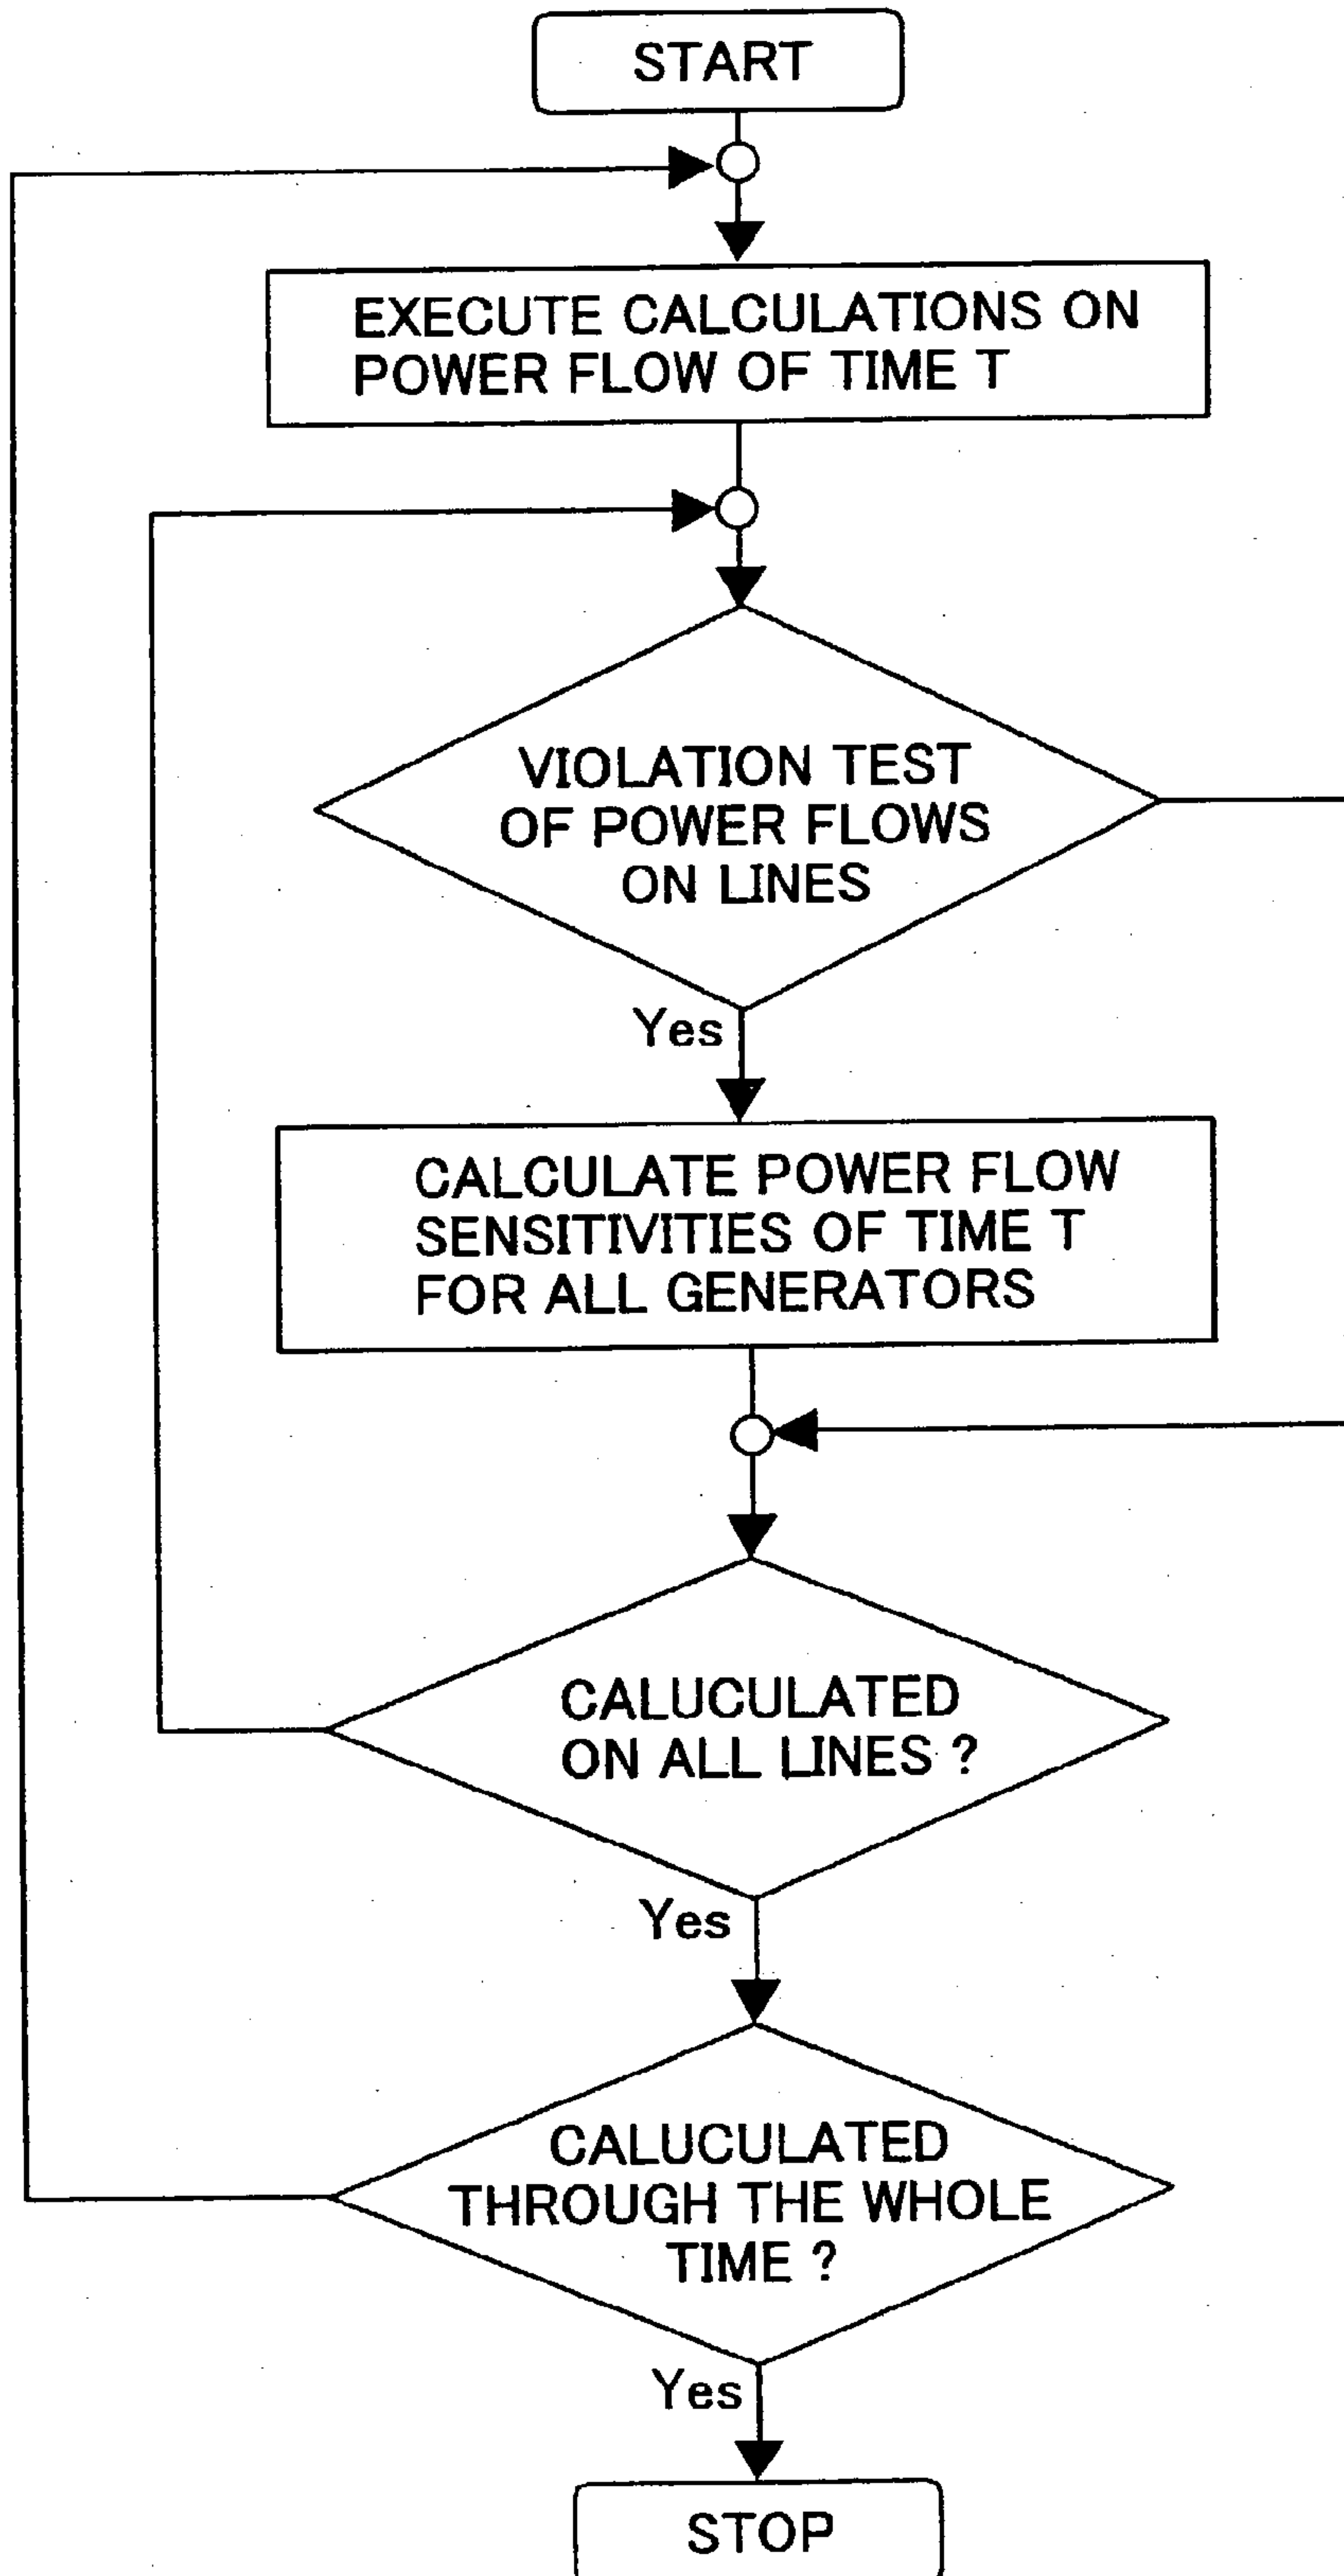 START
EXECUTE CALCULATIONS ON
POWER FLOW OF TIME T
VIOLATION TEST
OF POWER FLOWS
ON LINES
Yes
CALCULATE POWER FLOW
SENSITIVITIES OF TIME T
FOR ALL GENERATORS
CALUCULATED
ON ALL LINES ?
Yes
CALUCULATED
THROUGH THE WHOLE
TIME ?
Yes
STOP